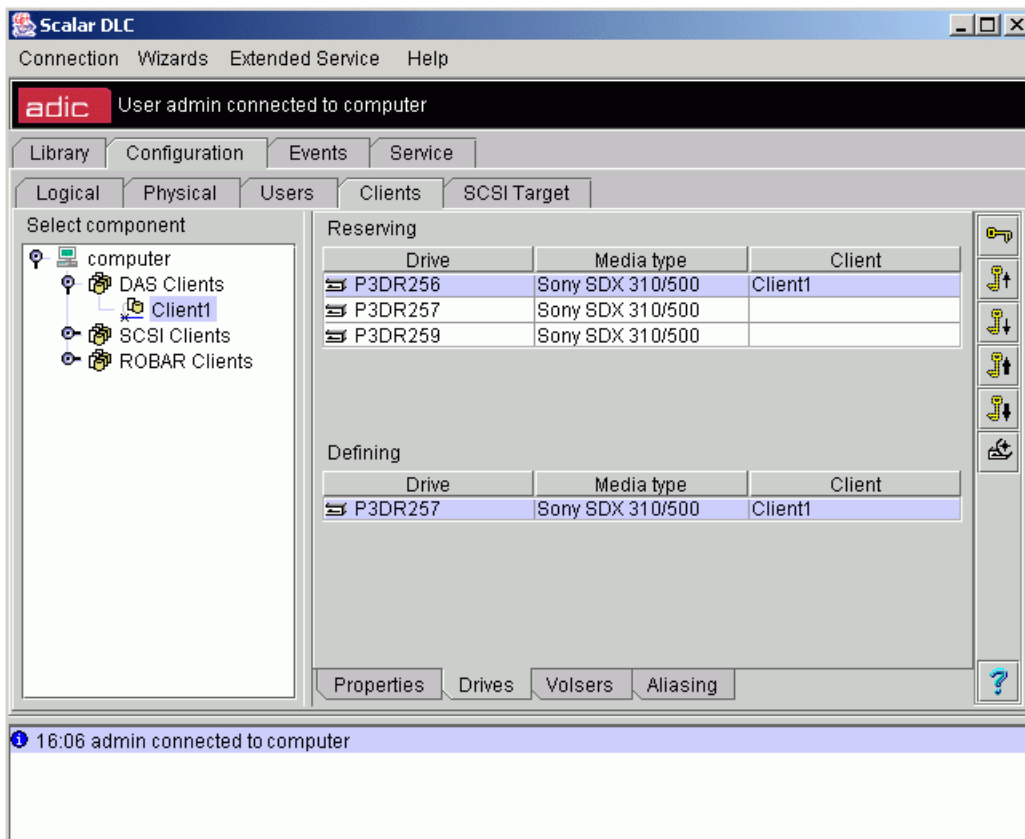 Scalar DLC
Connection Wizards Extended Service Help
adic User admin connected to computer
Library Configuration Events Service
Logical Physical Users Clients SCSI Target
Select component
computer
DAS Clients
Client1
SCSI Clients
ROBAR Clients
Reserving
Drive Media type Client
P3DR256 Sony SDX 310/500 Client1
P3DR257 Sony SDX 310/500
P3DR259 Sony SDX 310/500
Defining
Drive Media type Client
P3DR257 Sony SDX 310/500 Client1
Properties Drives Volsers Aliasing
16:06 admin connected to computer